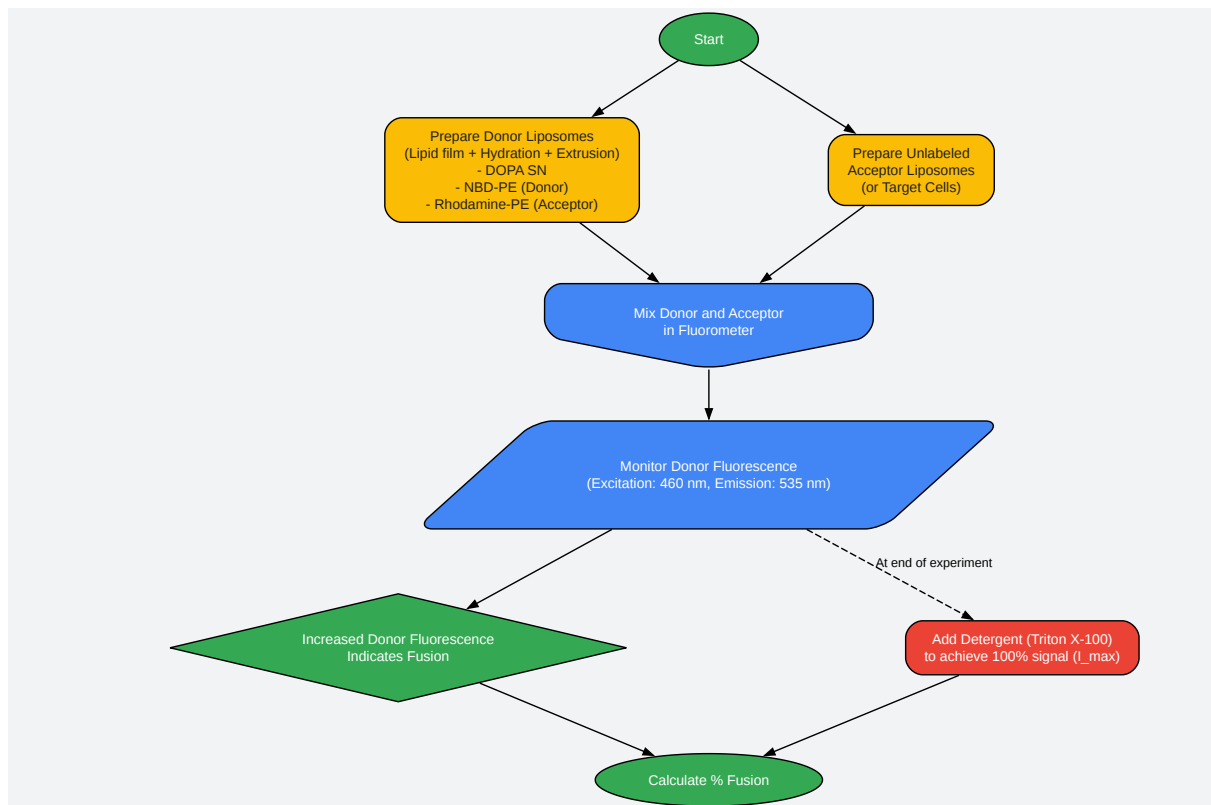 Start
Prepare Donor Liposomes
(Lipid film + Hydration + Extrusion)
- DOPA SN
- NBD-PE (Donor)
- Rhodamine-PE (Acceptor)
Prepare Unlabeled
Acceptor Liposomes
(or Target Cells)
Mix Donor and Acceptor
in Fluorometer
Monitor Donor Fluorescence
(Excitation: 460 nm, Emission: 535 nm)
At end of experiment
Increased Donor Fluorescence
Indicates Fusion
Add Detergent (Triton X-100)
to achieve 100% signal (I_max)
Calculate % Fusion